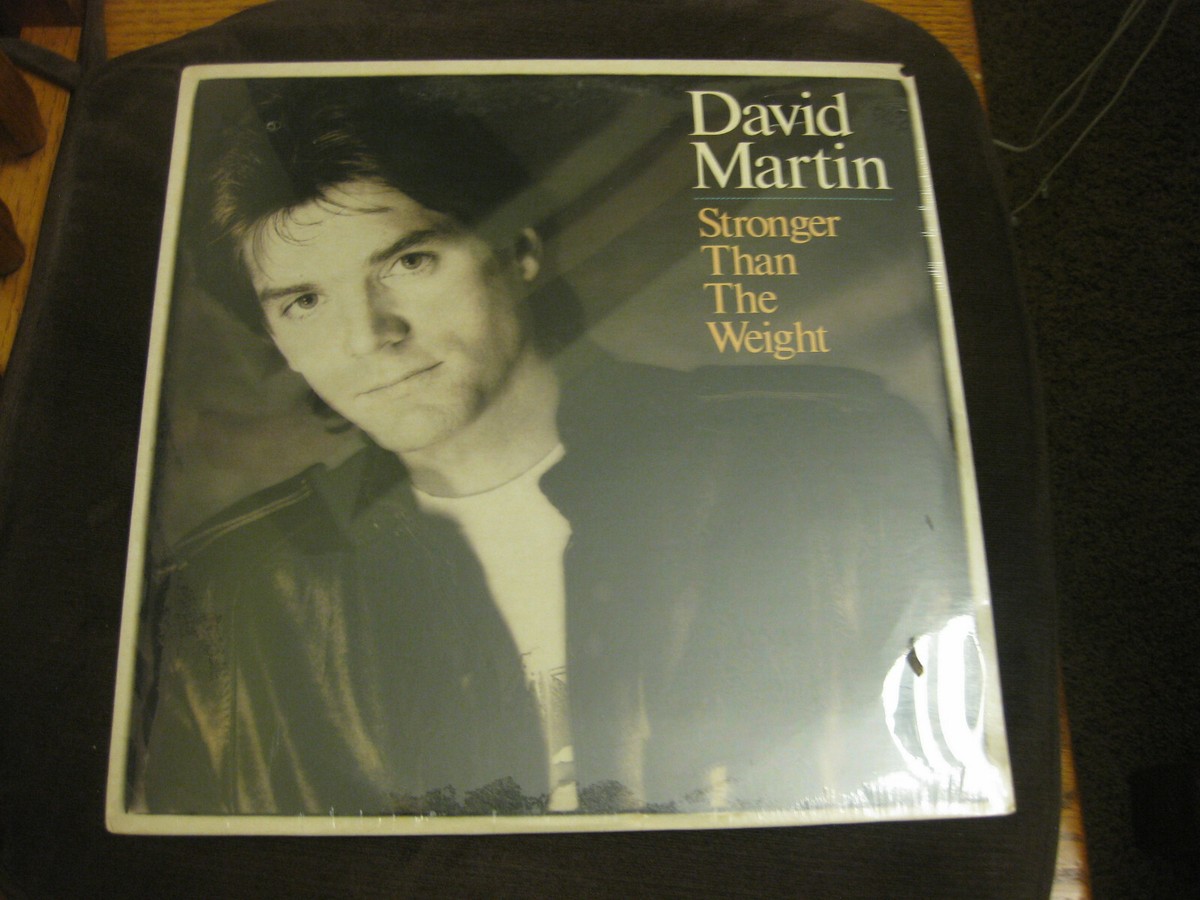 David
Martin
Stronger
Than
The
Weight